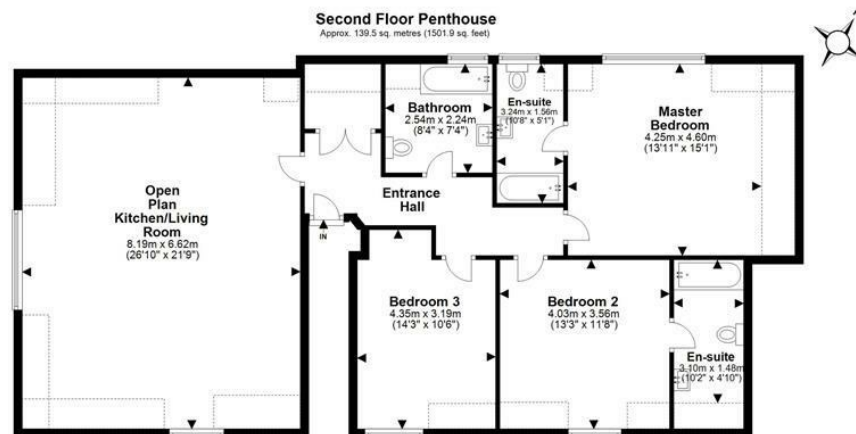 Second Floor Penthouse
Approx. 139.5 sq. metres (1501.9 sq. feet)
Bathroom
2.54m x 2.24m
(8'4" x 7'4")
En-suite
3.24m x 1.56m
(10'8" x 5'1")
Master
Bedroom
4.25m x 4.60m
(13'11" x 15'1")
Open
Plan
Kitchen/Living
Room
8.19m x 6.62m
(26'10" x 21'9")
Entrance
Hall
IN
Bedroom 3
4.35m x 3.19m
(14'3" x 10'6")
Bedroom 2
4.03m x 3.56m
(13'3" x 11'8")
En-suite
3.10m x 1.48m
(10'2" x 4'10")